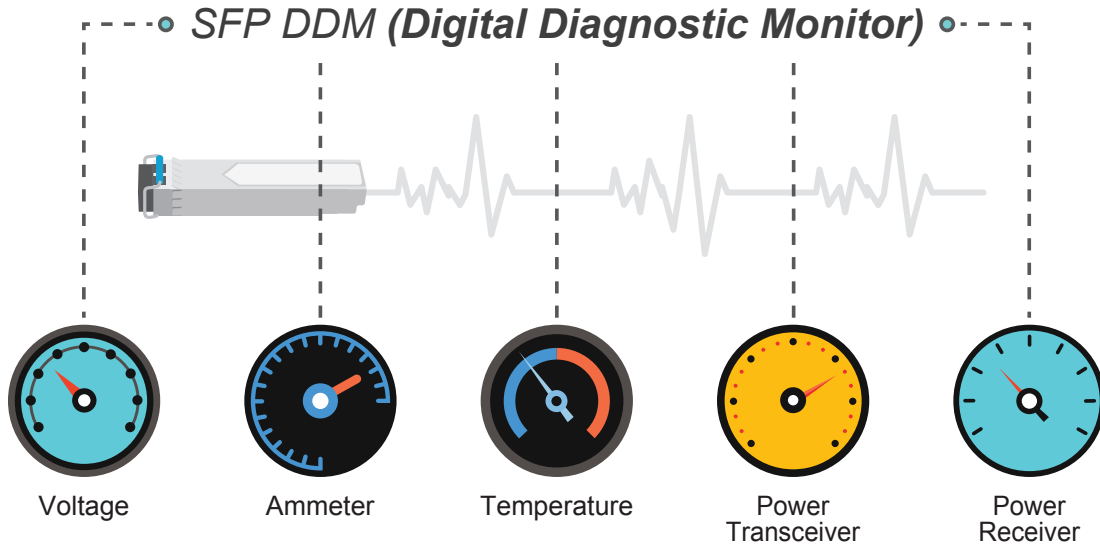 SFP DDM (Digital Diagnostic Monitor)
Voltage
Ammeter
Temperature
Power
Transceiver
Power
Receiver